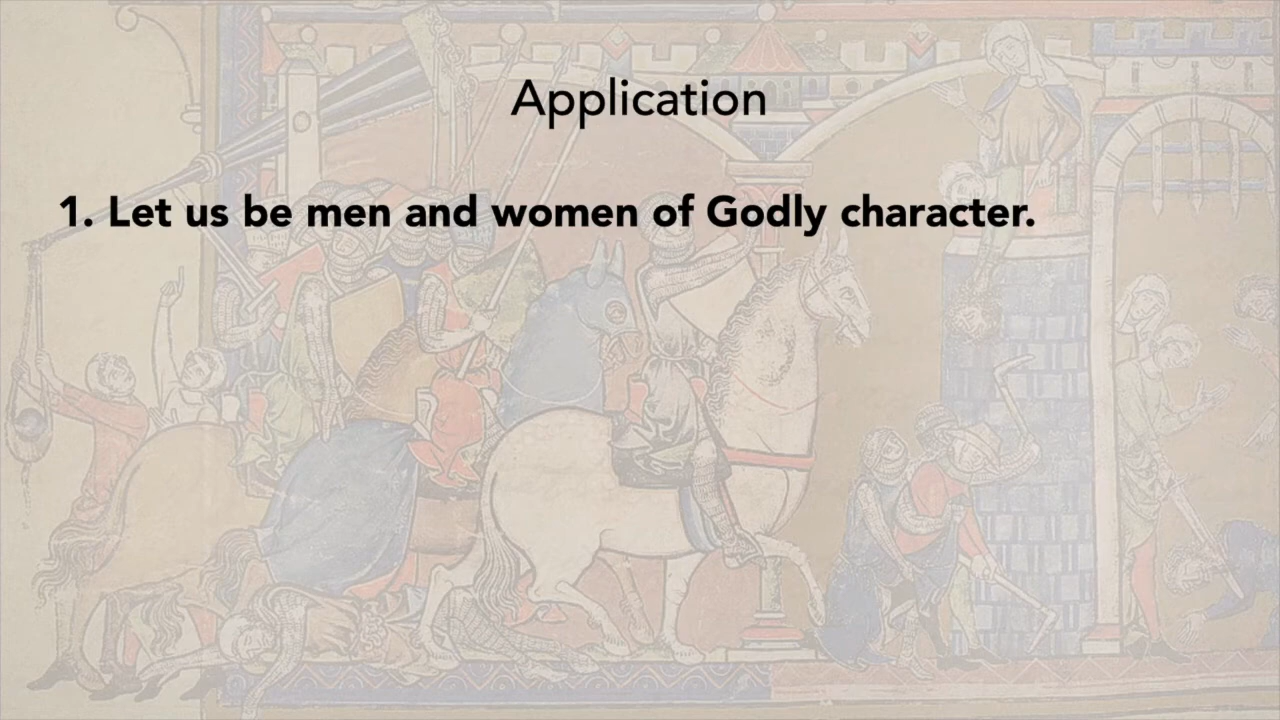 Application
1. Let us be men and women of Godly character.